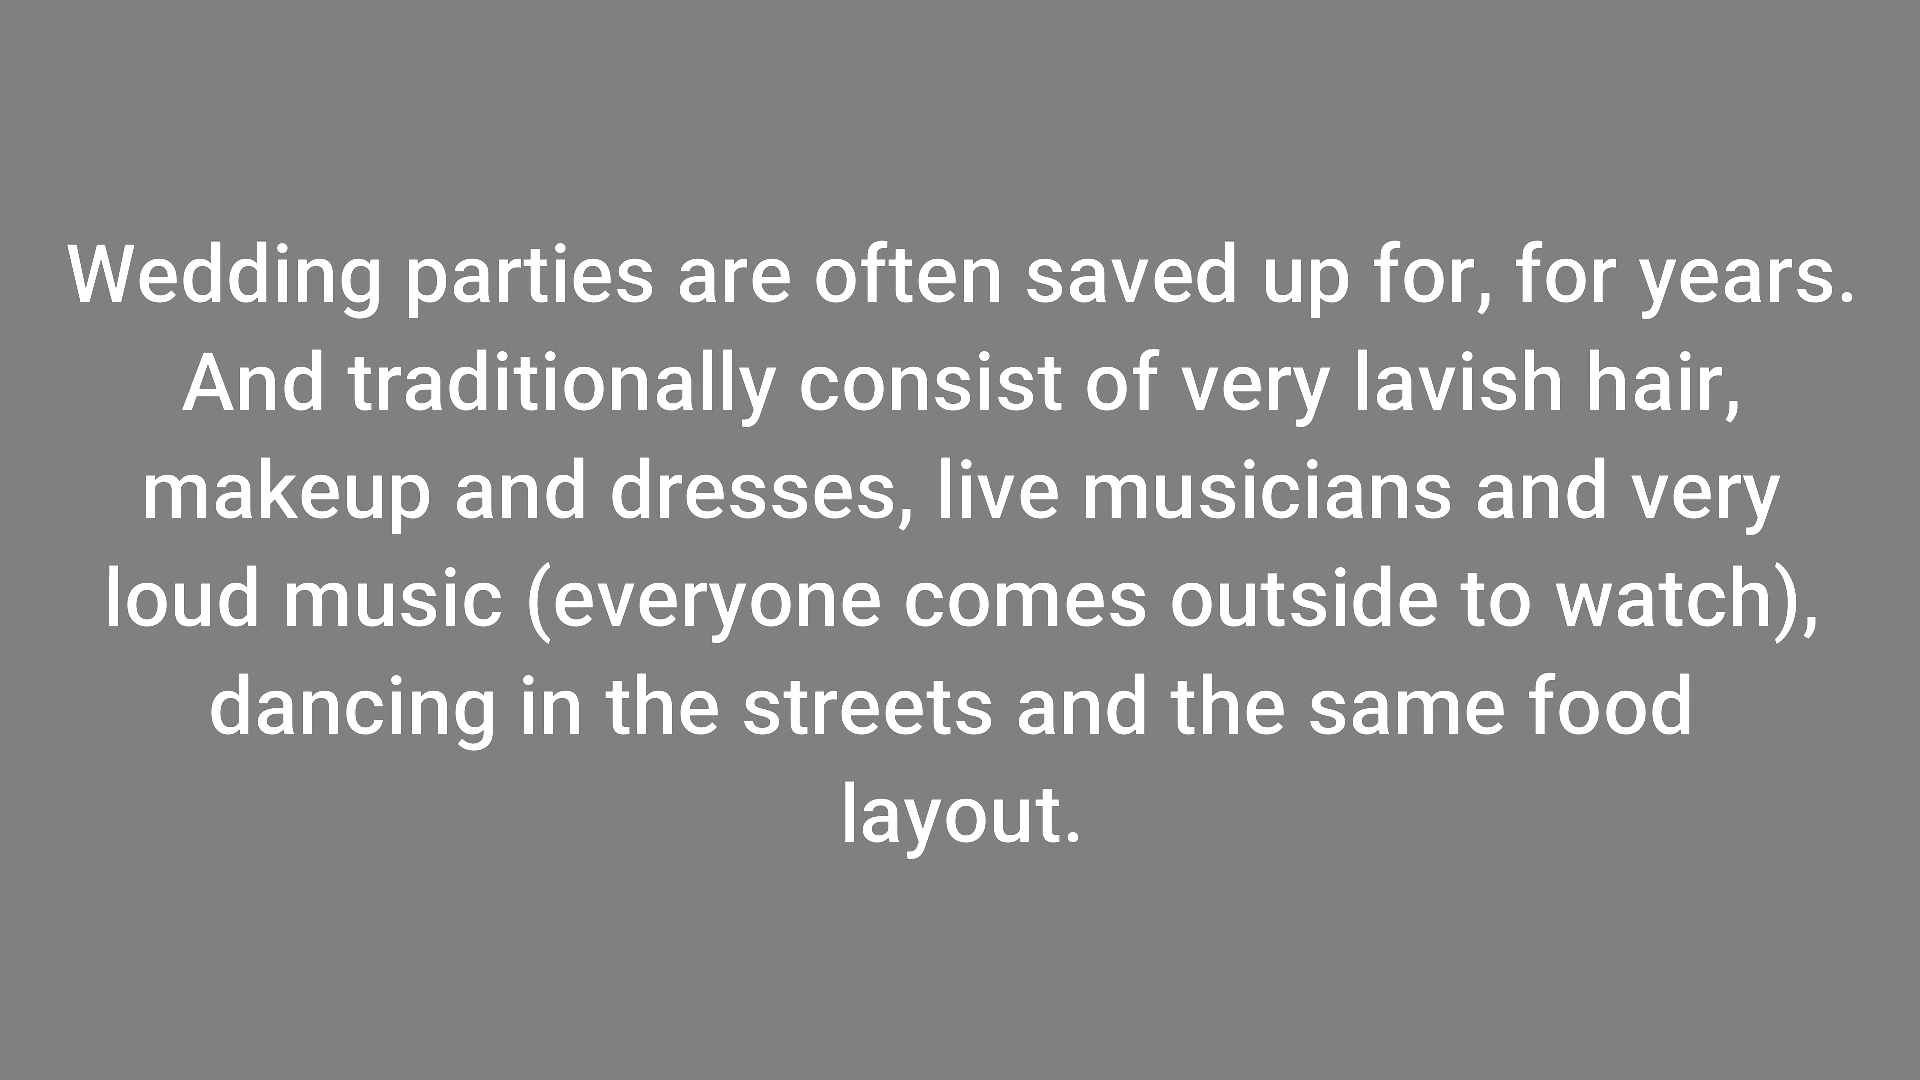 Wedding parties are often saved up for, for years.
And traditionally consist of very lavish hair,
makeup and dresses, live musicians and very
loud music (everyone comes outside to watch),
dancing in the streets and the same food
layout.